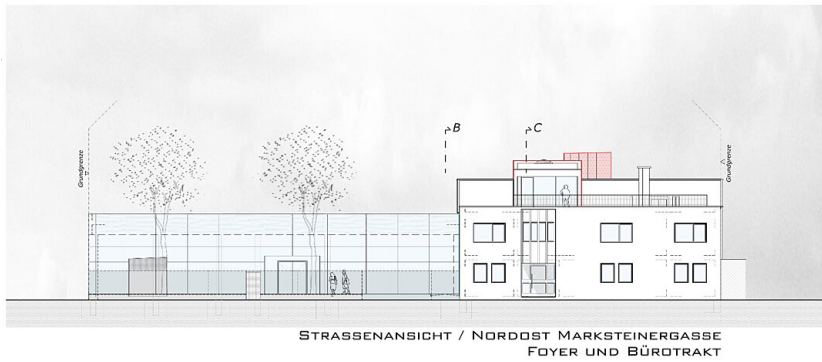 B
C
Grundgrenze
Grundgrenze
STRASSENANSICHT / NORDOST MARKSTEINERGASSE
FOYER UND BÜROTRAKT